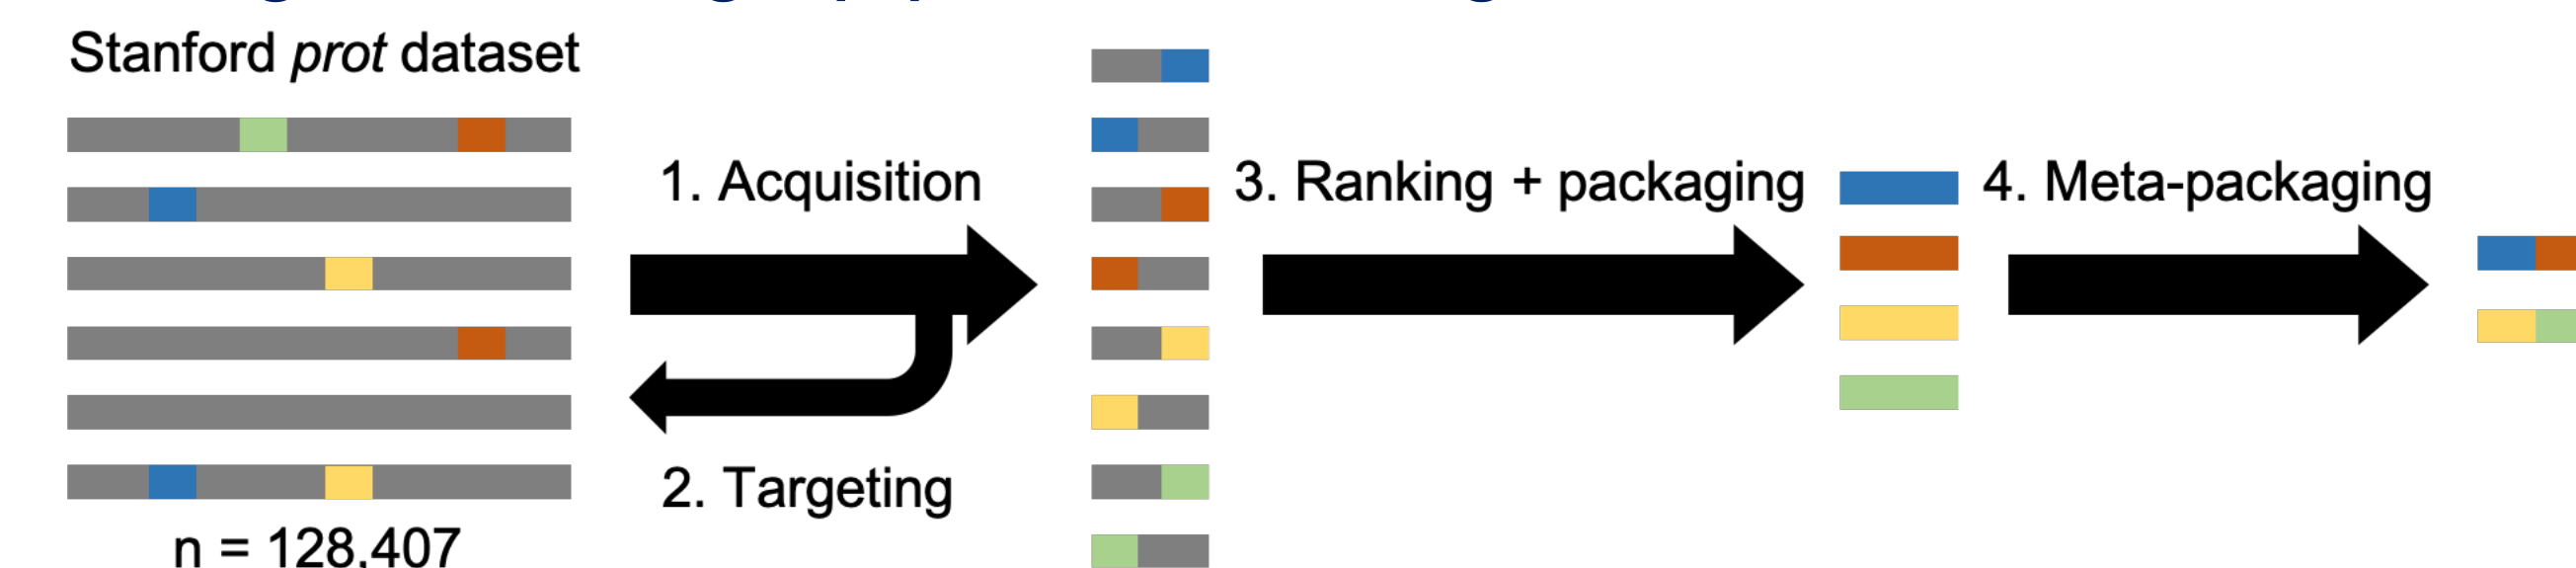 Stanford prot dataset
1. Acquisition
2. Targeting
3. Ranking + packaging
4. Meta-packaging
n = 128,407